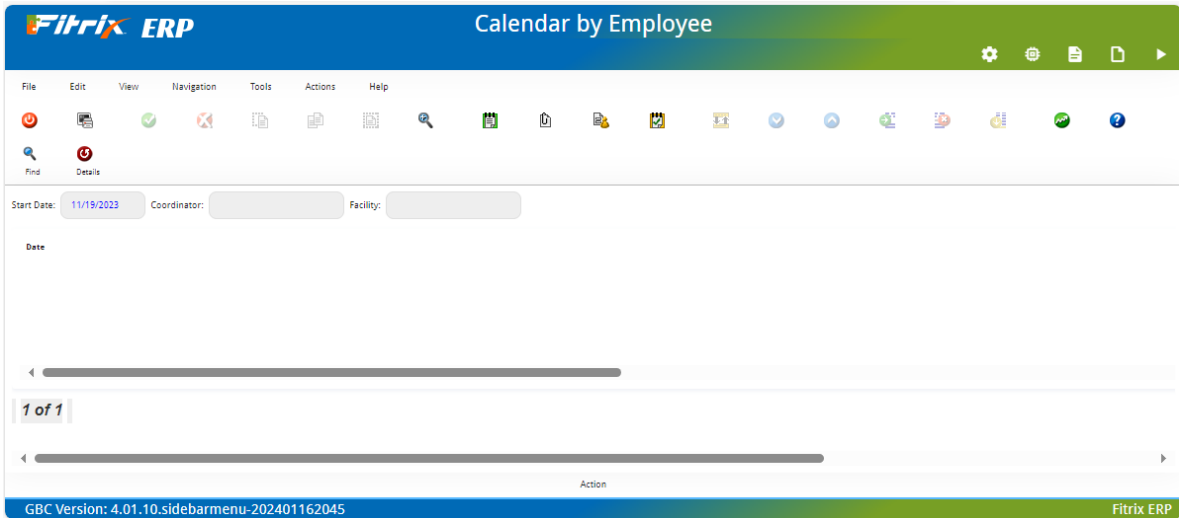 Fitrix ERP
Calendar by Employee
File Edit View Navigation Tools Actions Help
Find Details
Start Date: 11/19/2023 Coordinator: Facility:
Date
1 of 1
Action
GBC Version: 4.01.10.sidebarmenu-202401162045 Fitrix ERP